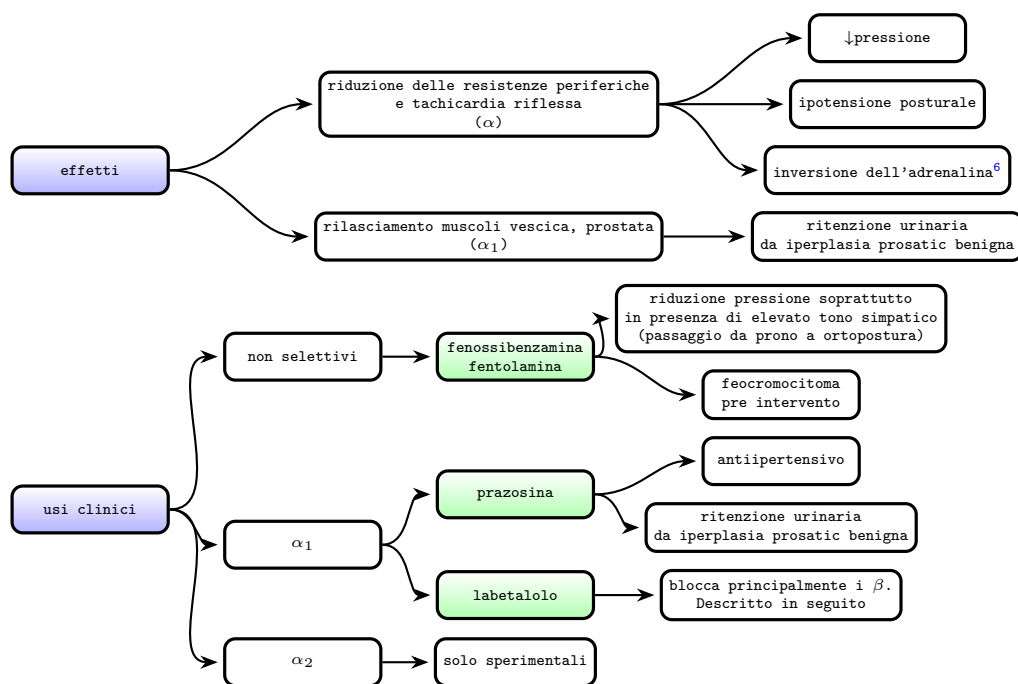 effetti
riduzione delle resistenze periferiche
e tachicardia riflessa
(α)
↓pressione
ipotensione posturale
inversione dell'adrenalina⁶
rilasciamento muscoli vescica, prostata
(α₁)
ritenzione urinaria
da iperplasia prosatic benigna
usi clinici
non selettivi
fenossibenzamina
fentolamina
riduzione pressione soprattutto
in presenza di elevato tono simpatico
(passaggio da prono a ortopostura)
feocromocitoma
pre intervento
α₁
prazosina
antiipertensivo
ritenzione urinaria
da iperplasia prosatic benigna
labetalolo
blocca principalmente i β.
Descritto in seguito
α₂
solo sperimentali